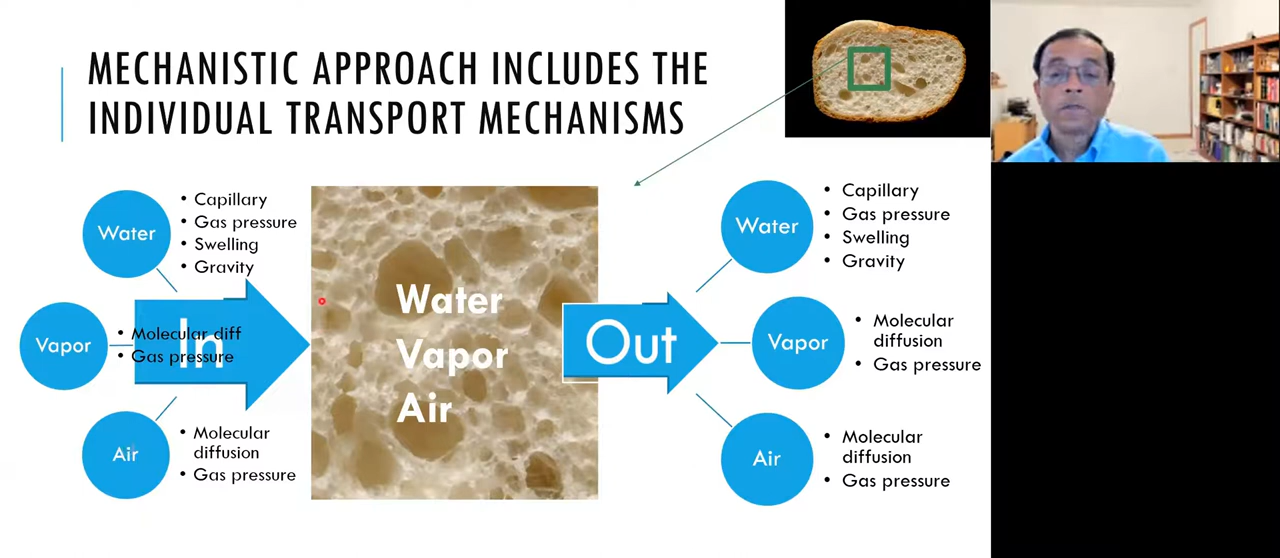 MECHANISTIC APPROACH INCLUDES THE
INDIVIDUAL TRANSPORT MECHANISMS
Water
• Capillary
• Gas pressure
• Swelling
• Gravity
Vapor
• Molecular diff
• Gas pressure
In
Air
• Molecular
diffusion
• Gas pressure
Water
Vapor
Air
Out
Water
• Capillary
• Gas pressure
• Swelling
• Gravity
Vapor
• Molecular
diffusion
• Gas pressure
Air
• Molecular
diffusion
• Gas pressure